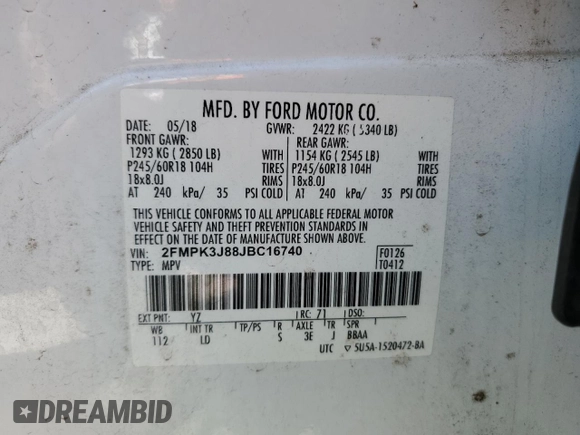 MFD. BY FORD MOTOR CO.
DATE: 05/18 GVWR: 2422 KG ( 5340 LB)
FRONT GAWR: REAR GAWR:
1293 KG ( 2850 LB) WITH 1154 KG ( 2545 LB) WITH
P245/60R18 104H TIRES P245/60R18 104H TIRES
18x8.0J RIMS 18x8.0J RIMS
AT 240 kPa/ 35 PSI COLD AT 240 kPa/ 35 PSI COLD
THIS VEHICLE CONFORMS TO ALL APPLICABLE FEDERAL MOTOR
VEHICLE SAFETY AND THEFT PREVENTION STANDARDS IN
EFFECT ON THE DATE OF MANUFACTURE SHOWN ABOVE.
VIN: 2FMPK3J88JBC16740 F0126
TYPE: MPV T0412
EXT PNT: YZ RC: 71 DSO:
WB INT TR TP/PS R AXLE TR SPR
112 LD S 3E J BBAA
UTC ▽ 5U5A-1520472-BA
DREAMBID